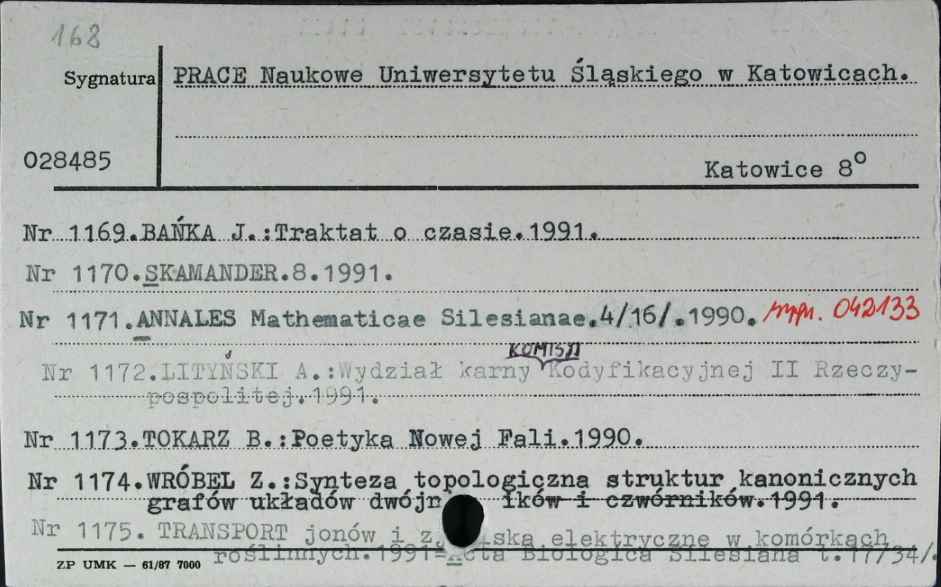 168
Sygnatura PRACE Naukowe Uniwersytetu Śląskiego w Katowicach.
028485
Katowice 8°
Nr 1169.BAŃKA J.:Traktat o czasie.1991.
Nr 1170.SKAMANDER.8.1991.
Nr 1171.ANNALES Mathematicae Silesianae.4/16/.1990. 042133
KOMISJI
Nr 1172.LITYŃSKI A.:Wydział karny Kodyfikacyjnej II Rzeczy-
pospolitej.1991.
Nr 1173.TOKARZ B.:Poetyka Nowej Fali.1990.
Nr 1174.WRÓBEL Z.:Synteza topologiczna struktur kanonicznych
grafów układów dwójn ików i czwórników.1991.
Nr 1175. TRANSPORT jonów i z ska elektryczne w komórkach
roślinnych.1991=Acta Biologica Silesiana t.17/34/.
ZP UMK — 61/87 7000